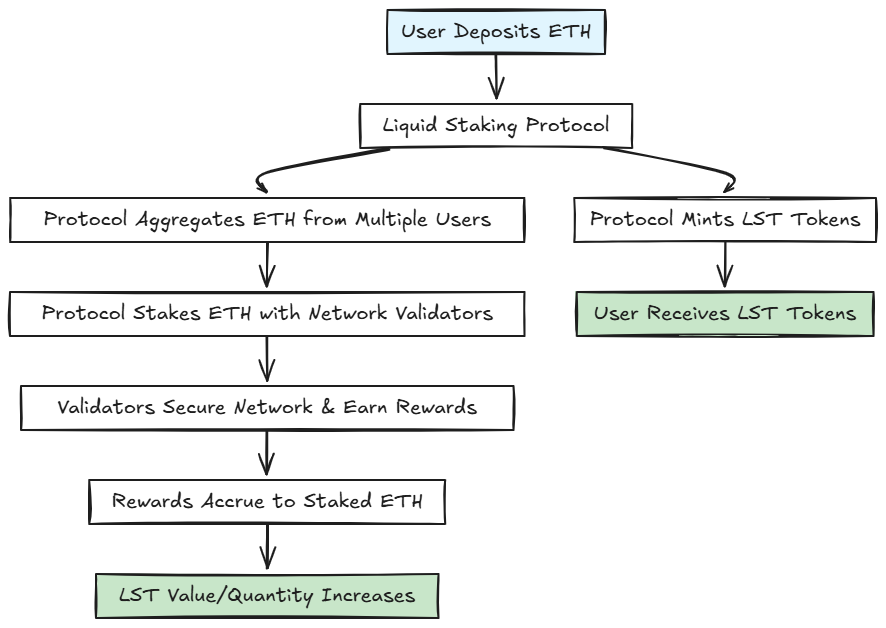 User Deposits ETH
Liquid Staking Protocol
Protocol Aggregates ETH from Multiple Users
Protocol Mints LST Tokens
Protocol Stakes ETH with Network Validators
User Receives LST Tokens
Validators Secure Network & Earn Rewards
Rewards Accrue to Staked ETH
LST Value/Quantity Increases